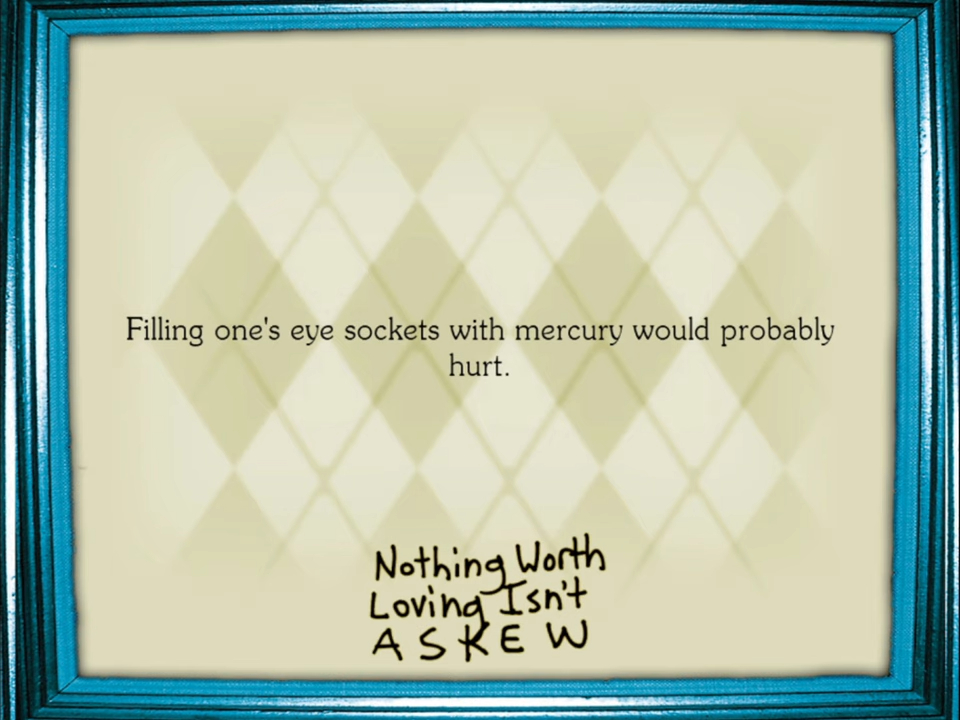 Filling one's eye sockets with mercury would probably
hurt.
Nothing Worth
Loving Isn't
ASKEW